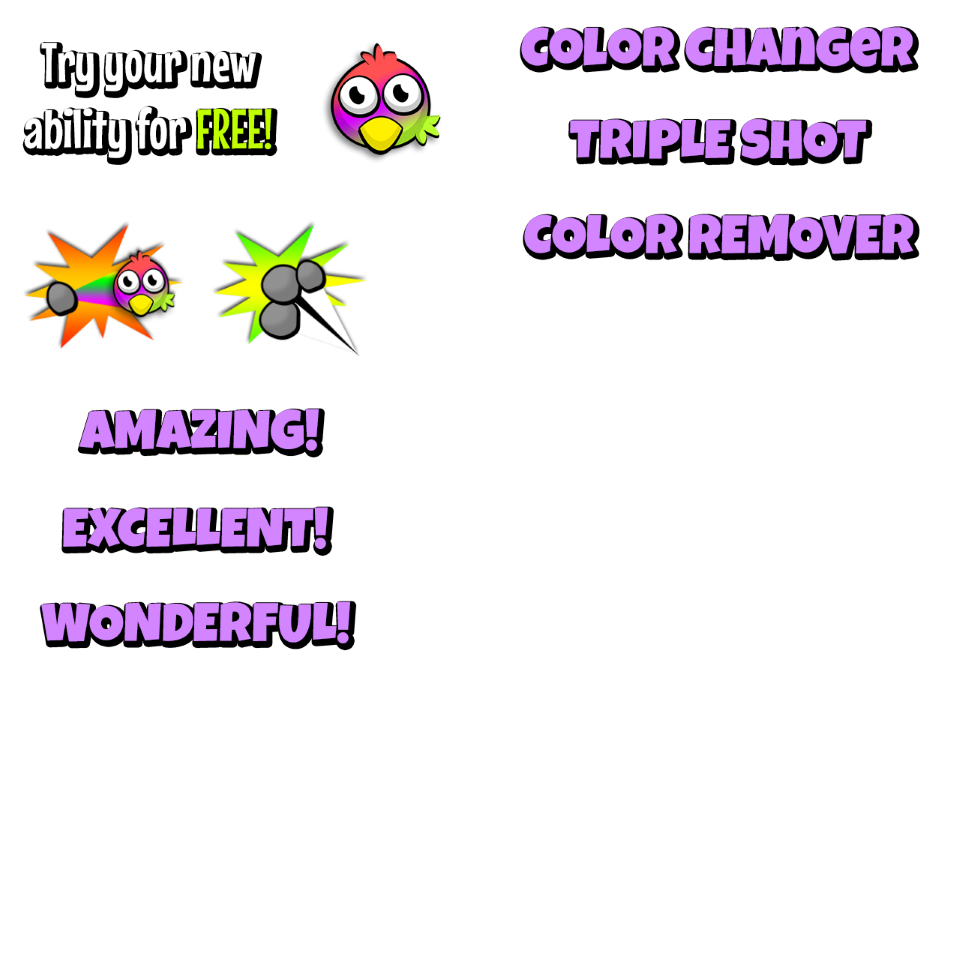 Try your new
ability for FREE!
COLOR CHANGER
TRIPLE SHOT
COLOR REMOVER
AMAZING!
EXCELLENT!
WONDERFUL!